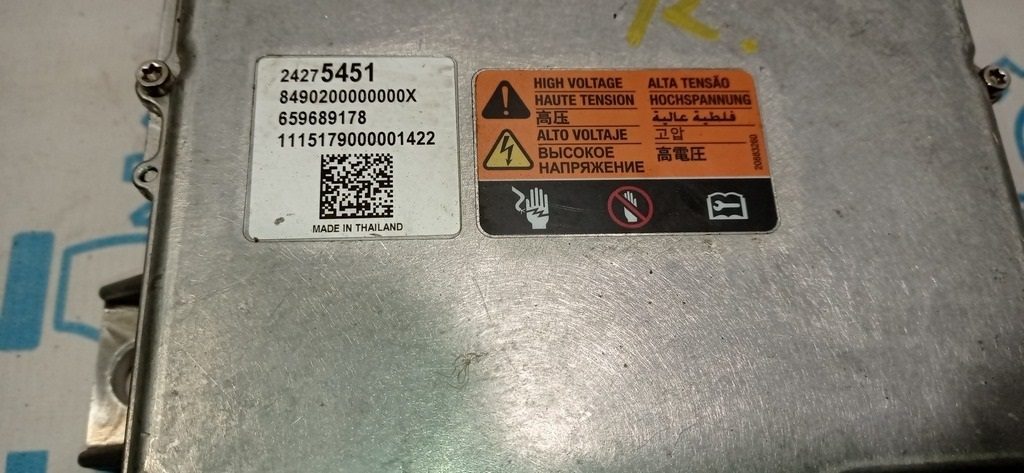 R.
24275451
8490200000000X
659689178
1115179000001422
MADE IN THAILAND
HIGH VOLTAGE
HAUTE TENSION
高压
ALTO VOLTAJE
ВЫСОКОЕ
НАПРЯЖЕНИЕ
ALTA TENSÃO
HOCHSPANNUNG
فلطية عالية
고압
高電圧
20883260